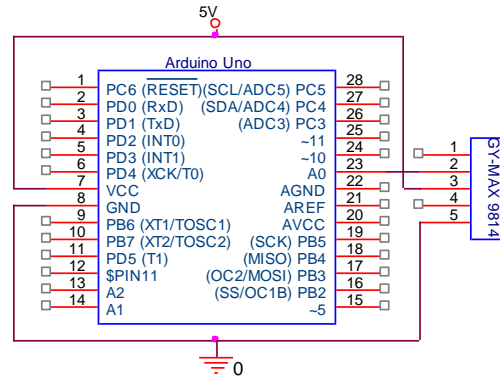 5V
Arduino Uno
1 PC6 (RESET) (SCL/ADC5) PC5 28
2 PD0 (RxD) (SDA/ADC4) PC4 27
3 PD1 (TxD) (ADC3) PC3 26
4 PD2 (INT0) ~11 25
5 PD3 (INT1) ~10 24
6 PD4 (XCK/T0) A0 23
7 VCC AGND 22
8 GND AREF 21
9 PB6 (XT1/TOSC1) AVCC 20
10 PB7 (XT2/TOSC2) (SCK) PB5 19
11 PD5 (T1) (MISO) PB4 18
12 $PIN11 (OC2/MOSI) PB3 17
13 A2 (SS/OC1B) PB2 16
14 A1 ~5 15
1
2
3
4
5
GY-MAX 9814
0